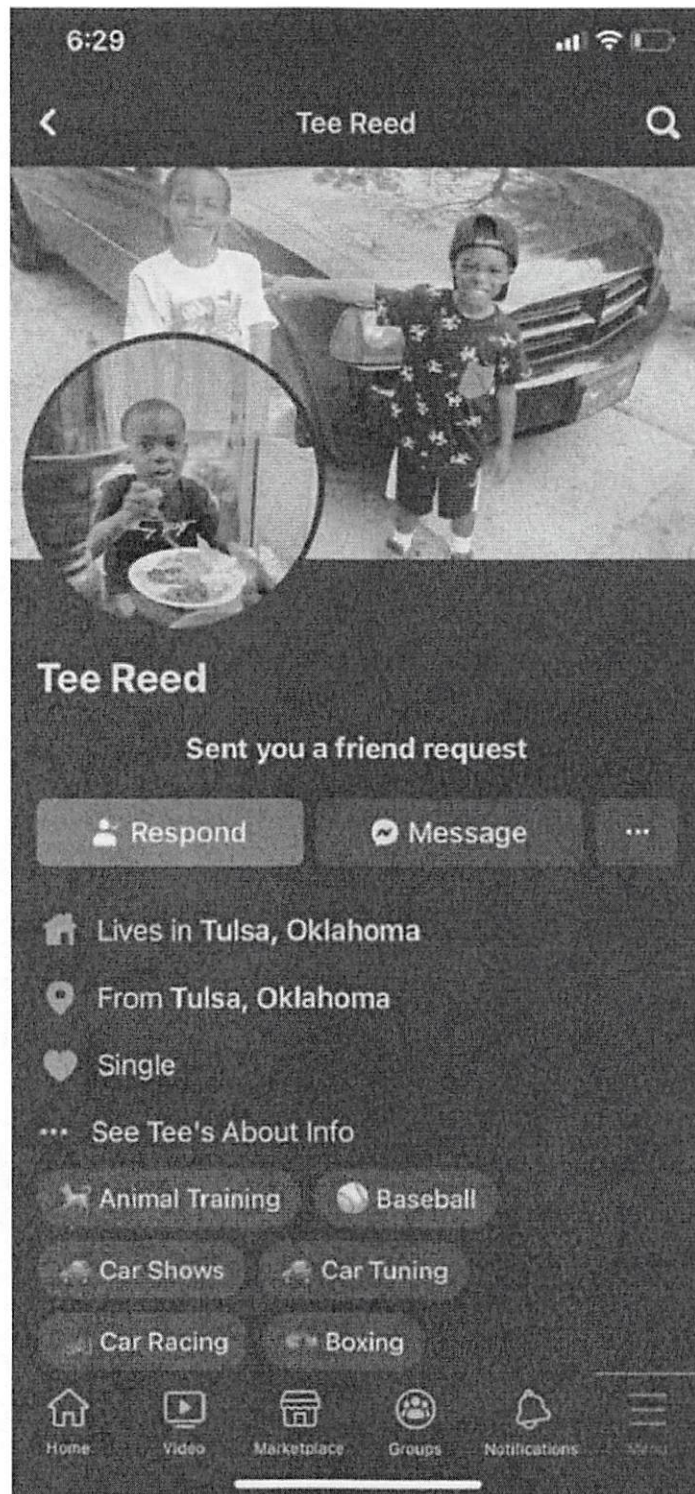 6:29
Tee Reed
Tee Reed
Sent you a friend request
Respond Message ...
Lives in Tulsa, Oklahoma
From Tulsa, Oklahoma
Single
... See Tee's About Info
Animal Training Baseball
Car Shows Car Tuning
Car Racing Boxing
Home Video Marketplace Groups Notifications Menu